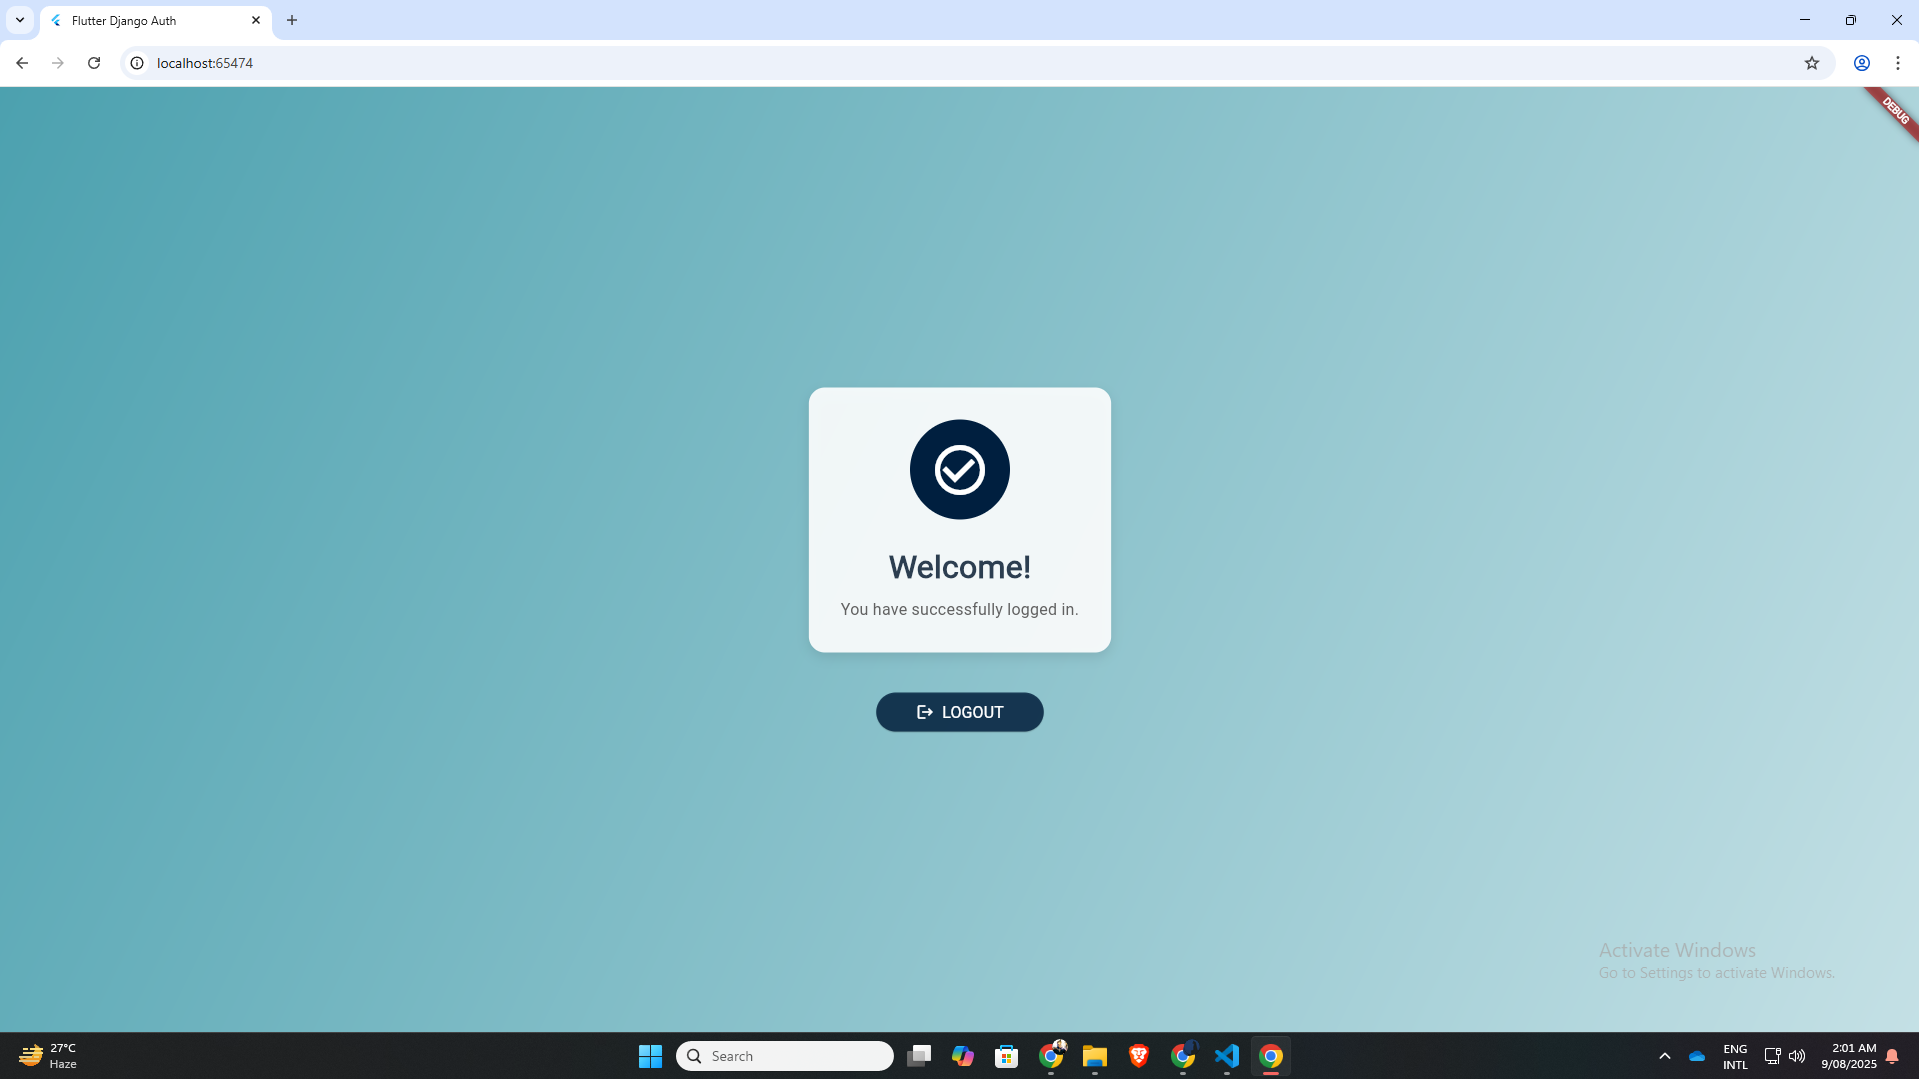 Flutter Django Auth
localhost:65474
DEBUG
Welcome!
You have successfully logged in.
LOGOUT
Activate Windows
Go to Settings to activate Windows.
27°C
Haze
Search
ENG
INTL
2:01 AM
9/08/2025